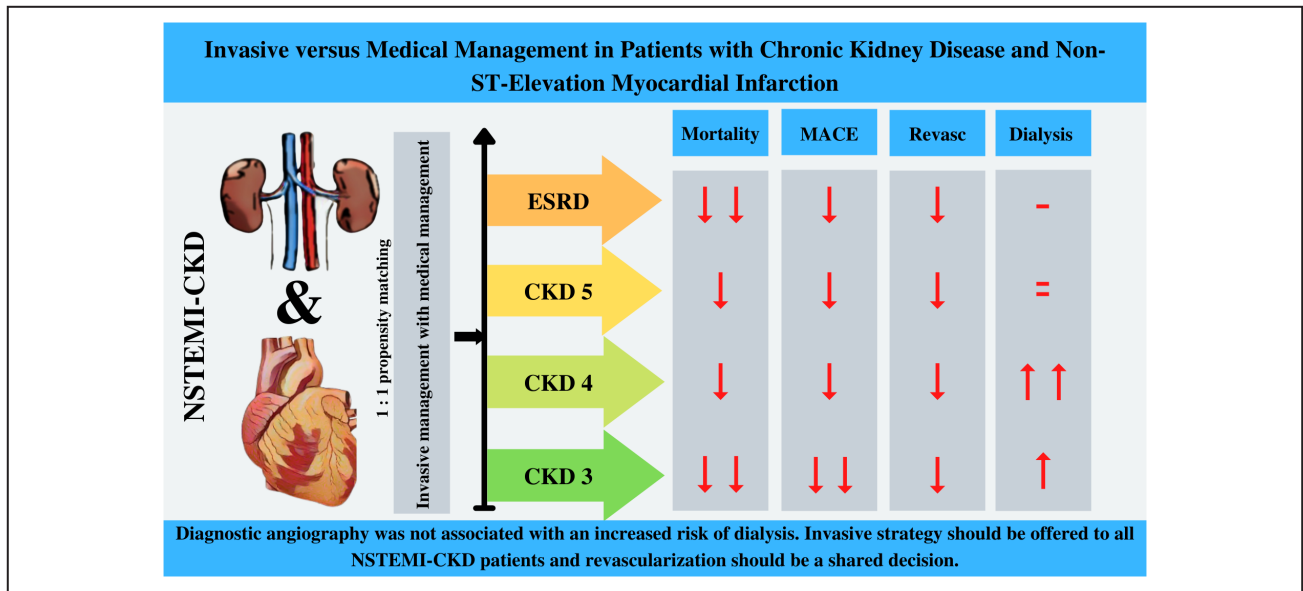 Invasive versus Medical Management in Patients with Chronic Kidney Disease and Non-
ST-Elevation Myocardial Infarction
NSTEMI-CKD
&
1 : 1 propensity matching
Invasive management with medical management
Mortality
MACE
Revasc
Dialysis
ESRD
↓ ↓
↓
↓
-
CKD 5
↓
↓
↓
=
CKD 4
↓
↓
↓
↑ ↑
CKD 3
↓ ↓
↓ ↓
↓
↑
Diagnostic angiography was not associated with an increased risk of dialysis. Invasive strategy should be offered to all
NSTEMI-CKD patients and revascularization should be a shared decision.